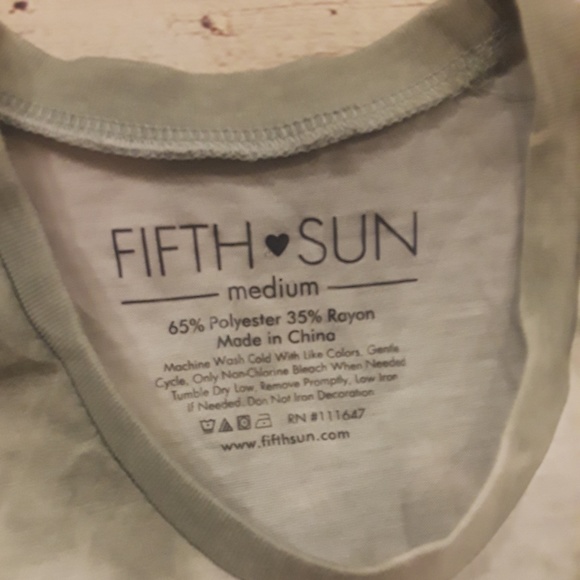 FIFTH♥SUN
medium
65% Polyester 35% Rayon
Made in China
Machine Wash Cold With Like Colors, Gentle
Cycle, Only Non-Chlorine Bleach When Needed
Tumble Dry Low, Remove Promptly, Low Iron
if Needed. Do Not Iron Decoration
RN #111647
www.fifthsun.com